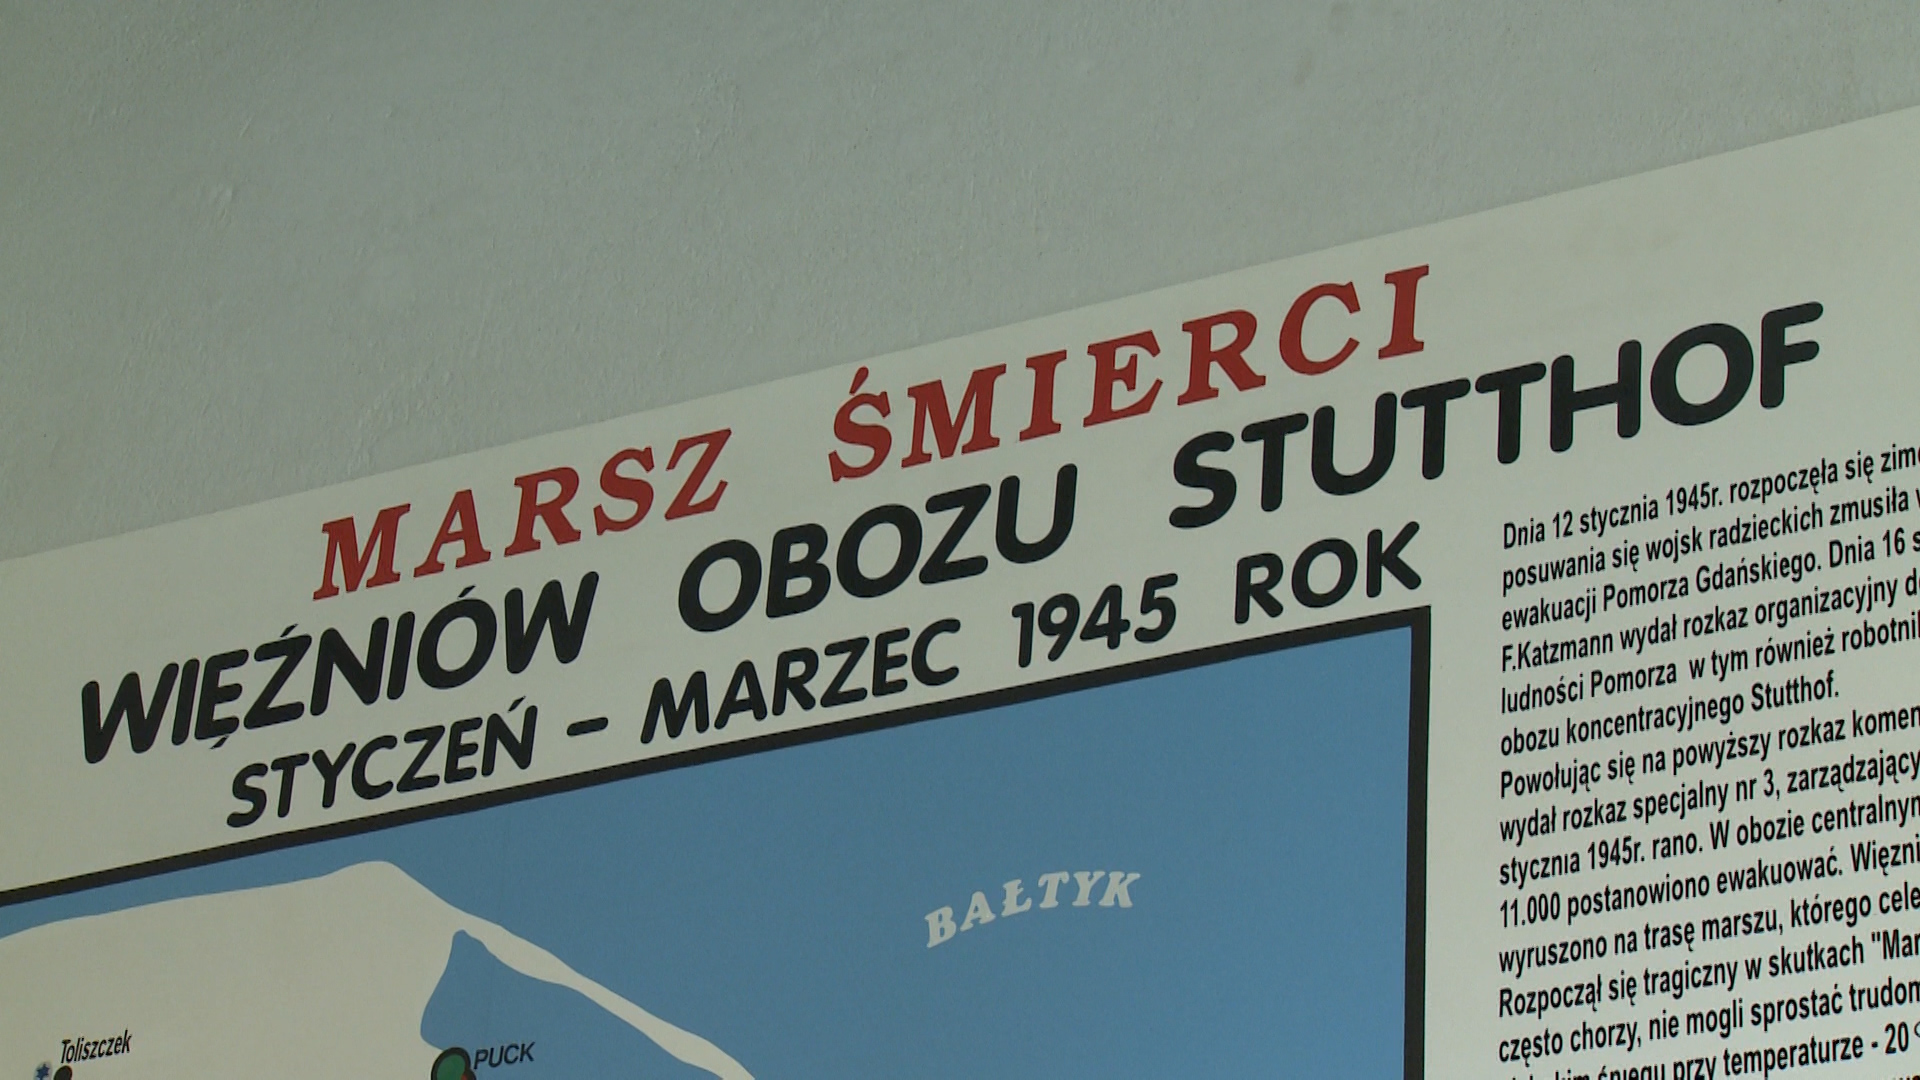 MARSZ ŚMIERCI
WIĘŹNIÓW OBOZU STUTTHOF
STYCZEŃ - MARZEC 1945 ROK
BAŁTYK
Toliszczek
PUCK
Dnia 12 stycznia 1945r. rozpoczęła się
posuwania się wojsk radzieckich zmusiła
ewakuacji Pomorza Gdańskiego. Dnia 16
F.Katzmann wydał rozkaz organizacyjny
ludności Pomorza w tym również
obozu koncentracyjnego Stutthof.
Powołując się na powyższy rozkaz
wydał rozkaz specjalny nr 3,
stycznia 1945r. rano. W obozie
11.000 postanowiono ewakuować.
wyruszono na trasę marszu, którego
Rozpoczął się tragiczny w skutkach
często chorzy, nie mogli sprostać
śniegu przy temperaturze - 20